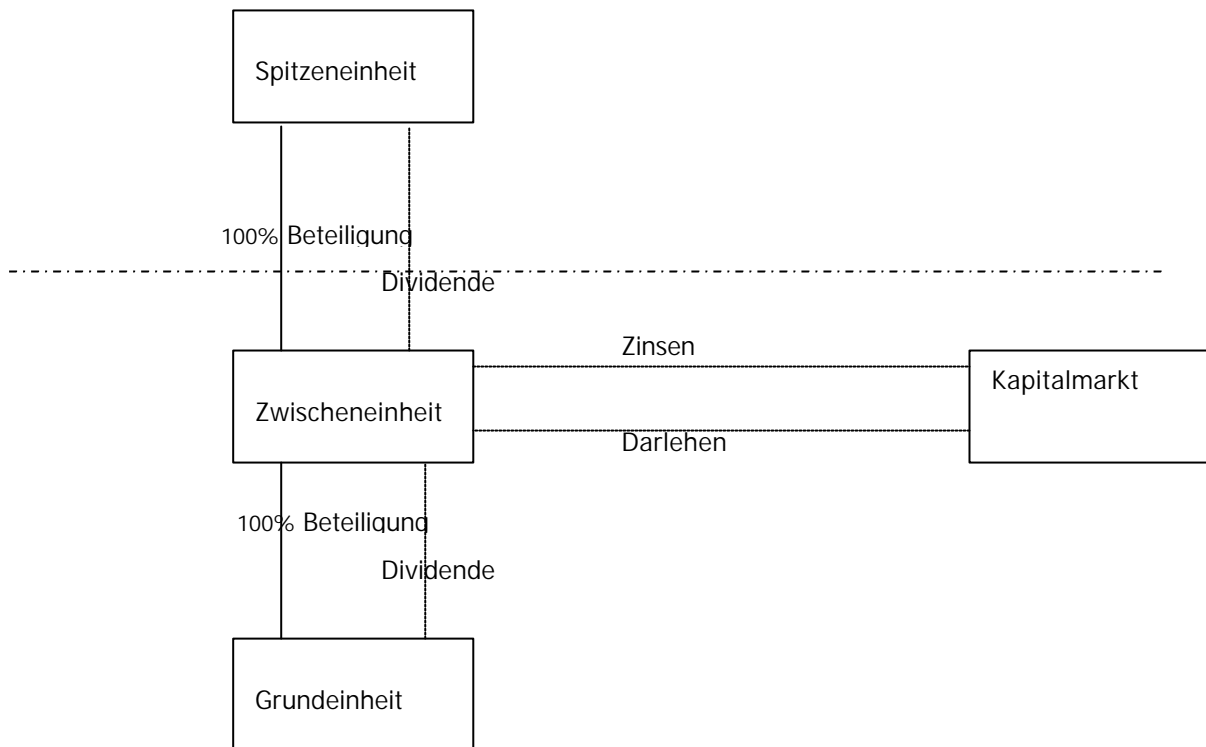 Spitzeneinheit
100% Beteiligung
Dividende
Zinsen
Kapitalmarkt
Zwischeneinheit
Darlehen
100% Beteiligung
Dividende
Grundeinheit